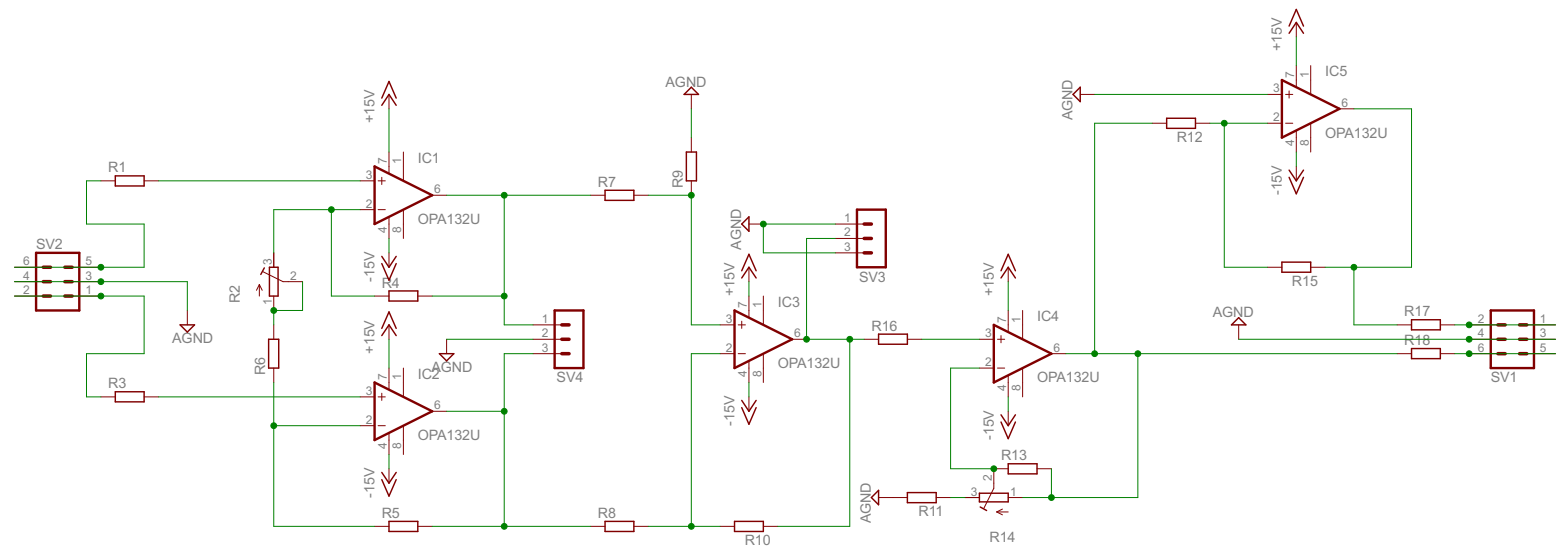 +15V
IC5
7
1
AGND
3
6
2
R12
OPA132U
4
8
-15V
AGND
+15V
IC1
7
1
R1
3
6
2
OPA132U
4
8
-15V
R7
R9
SV2
6
5
4
3
2
1
AGND
3
2
1
R2
R4
AGND
1
2
3
SV3
R15
+15V
IC3
7
1
3
6
2
OPA132U
4
8
-15V
R16
+15V
IC4
7
1
3
6
2
OPA132U
4
8
-15V
AGND
R17
R18
2
1
4
3
6
5
SV1
+15V
IC2
7
1
R6
R3
3
6
2
OPA132U
4
8
-15V
AGND
1
2
3
SV4
R13
2
3
1
AGND
R11
R14
R5
R8
R10